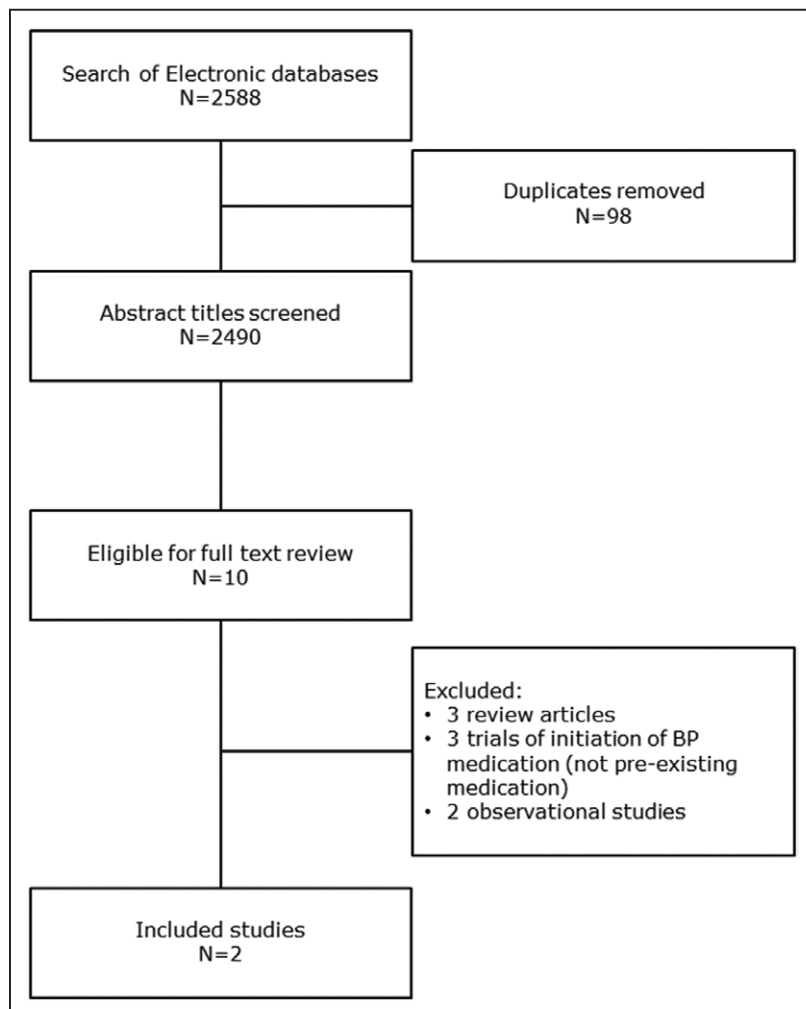 Search of Electronic databases
N=2588
Duplicates removed
N=98
Abstract titles screened
N=2490
Eligible for full text review
N=10
Excluded:
• 3 review articles
• 3 trials of initiation of BP
medication (not pre-existing
medication)
• 2 observational studies
Included studies
N=2